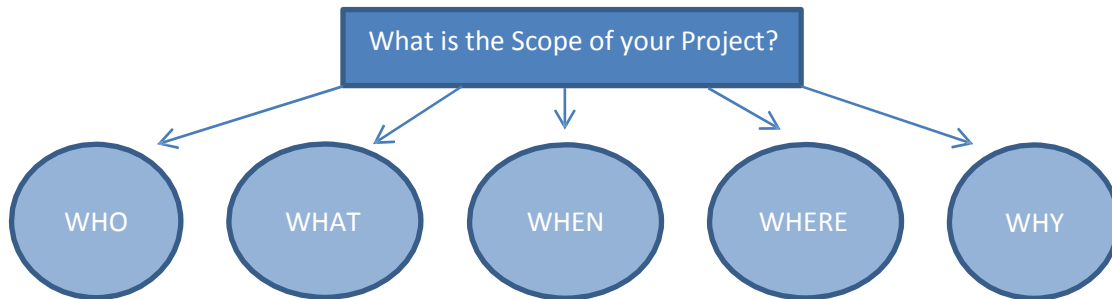 What is the Scope of your Project?
WHO
WHAT
WHEN
WHERE
WHY